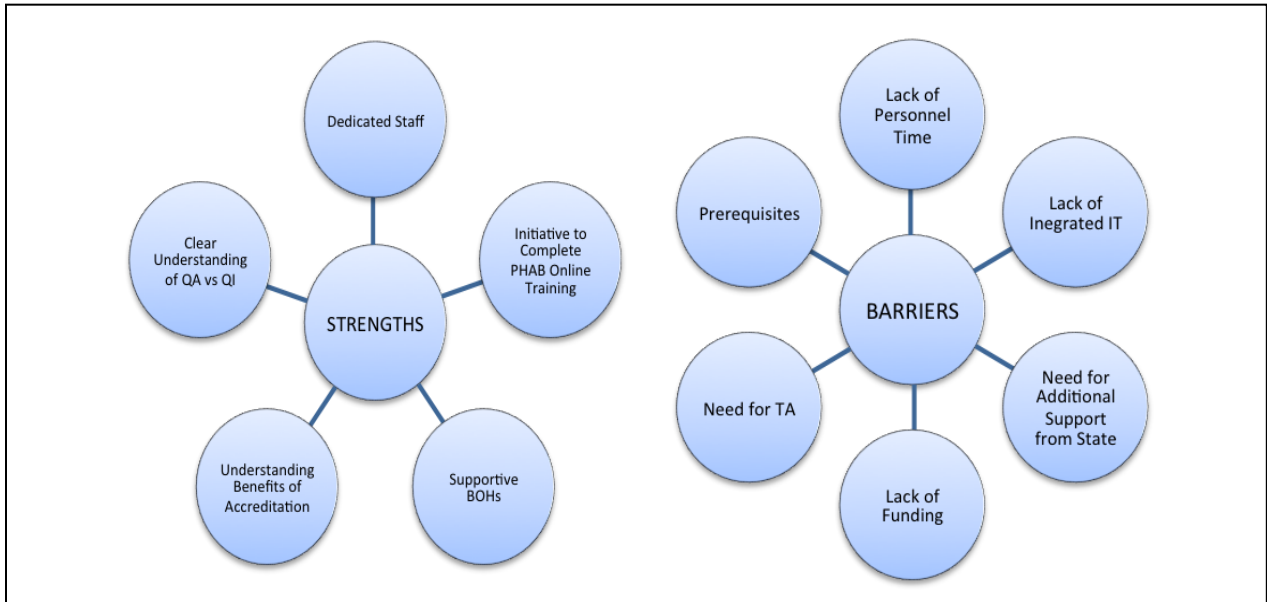 Dedicated Staff
Initiative to
Complete
PHAB Online
Training
Supportive
BOHs
Understanding
Benefits of
Accreditation
Clear
Understanding
of QA vs QI
STRENGTHS
Lack of
Personnel
Time
Lack of
Inegrated IT
Need for
Additional
Support
from State
Lack of
Funding
Need for TA
Prerequisites
BARRIERS